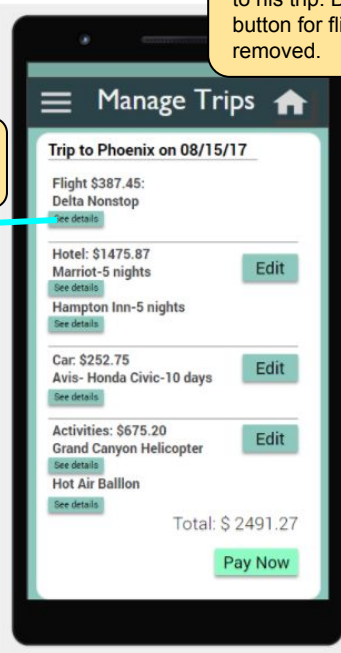 to his trip. 
button for fli
removed.
Manage Trips
Trip to Phoenix on 08/15/17
Flight $387.45:
Delta Nonstop
See details
Hotel: $1475.87
Marriot-5 nights
Edit
See details
Hampton Inn-5 nights
See details
Car: $252.75
Avis- Honda Civic-10 days
Edit
See details
Activities: $675.20
Grand Canyon Helicopter
Edit
See details
Hot Air Balllon
See details
Total: $ 2491.27
Pay Now